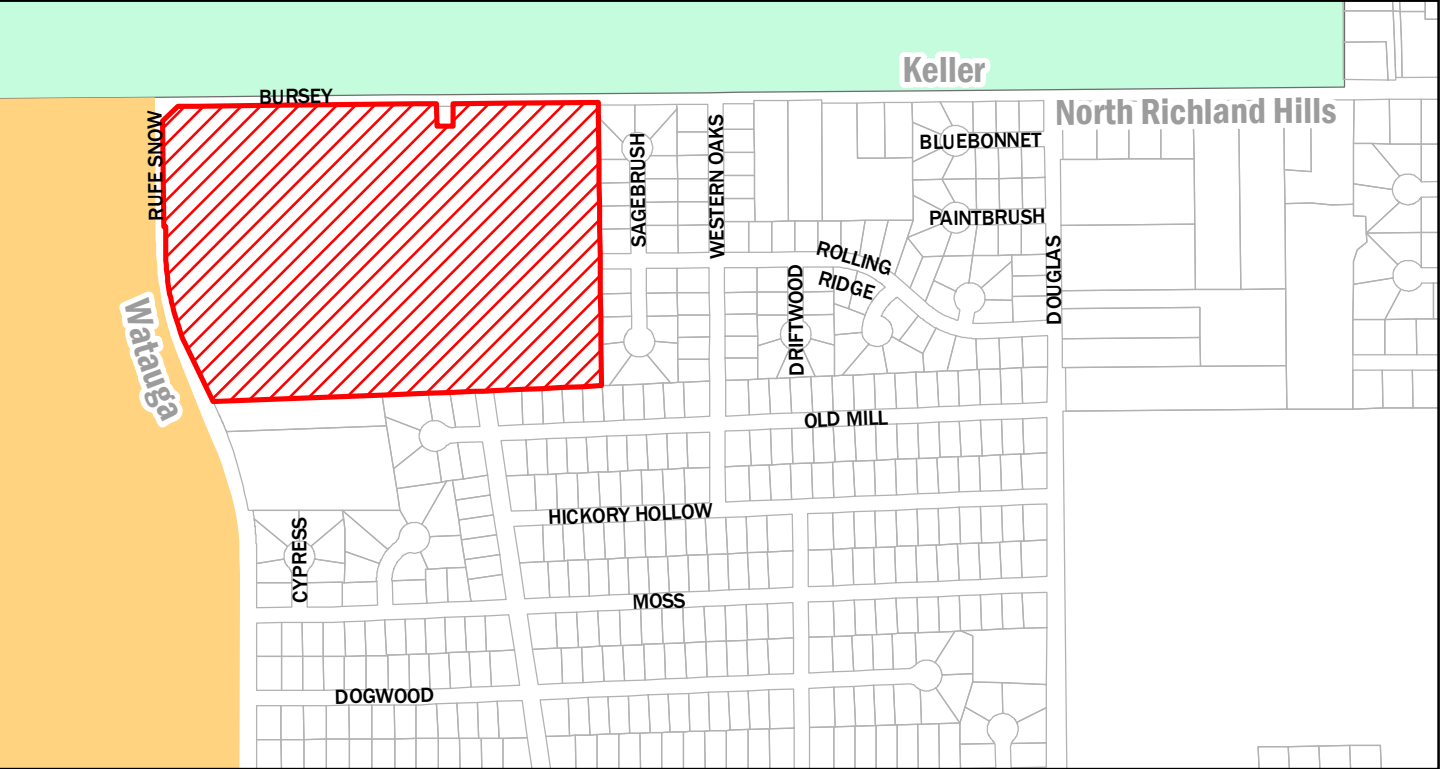 Keller
BURSEY
North Richland Hills
RUFE SNOW
SAGEBRUSH
WESTERN OAKS
BLUEBONNET
PAINTBRUSH
ROLLING
RIDGE
DRIFTWOOD
DOUGLAS
Watauga
OLD MILL
HICKORY HOLLOW
CYPRESS
MOSS
DOGWOOD